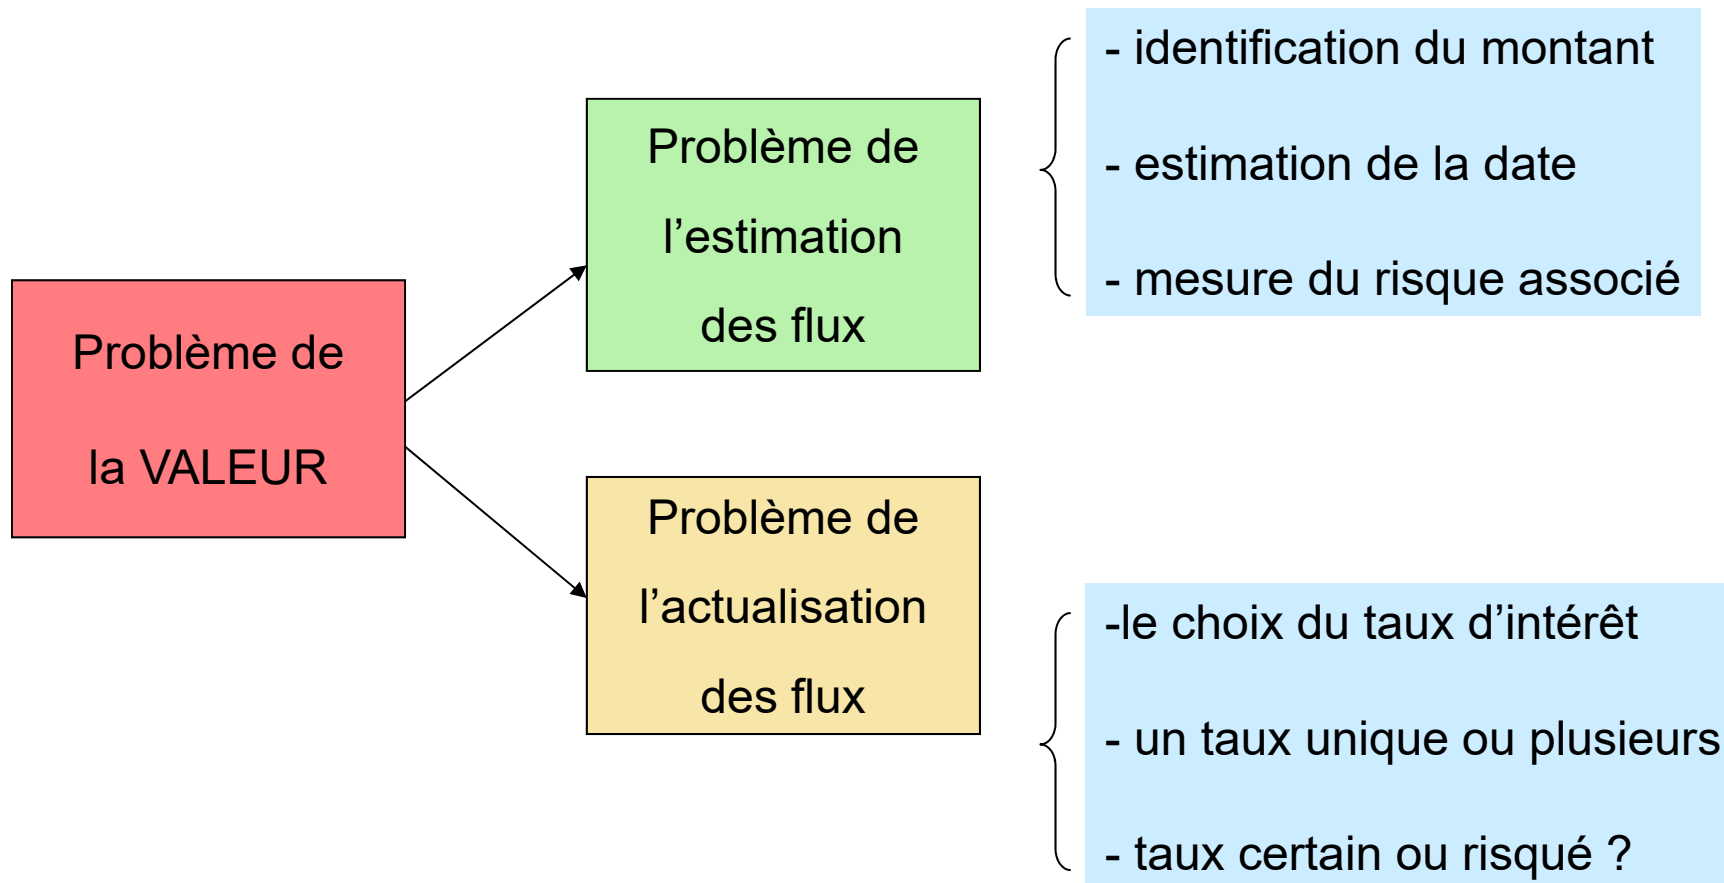 Problème de
la VALEUR
Problème de
l’estimation
des flux
- identification du montant
- estimation de la date
- mesure du risque associé
Problème de
l’actualisation
des flux
-le choix du taux d’intérêt
- un taux unique ou plusieurs
- taux certain ou risqué ?